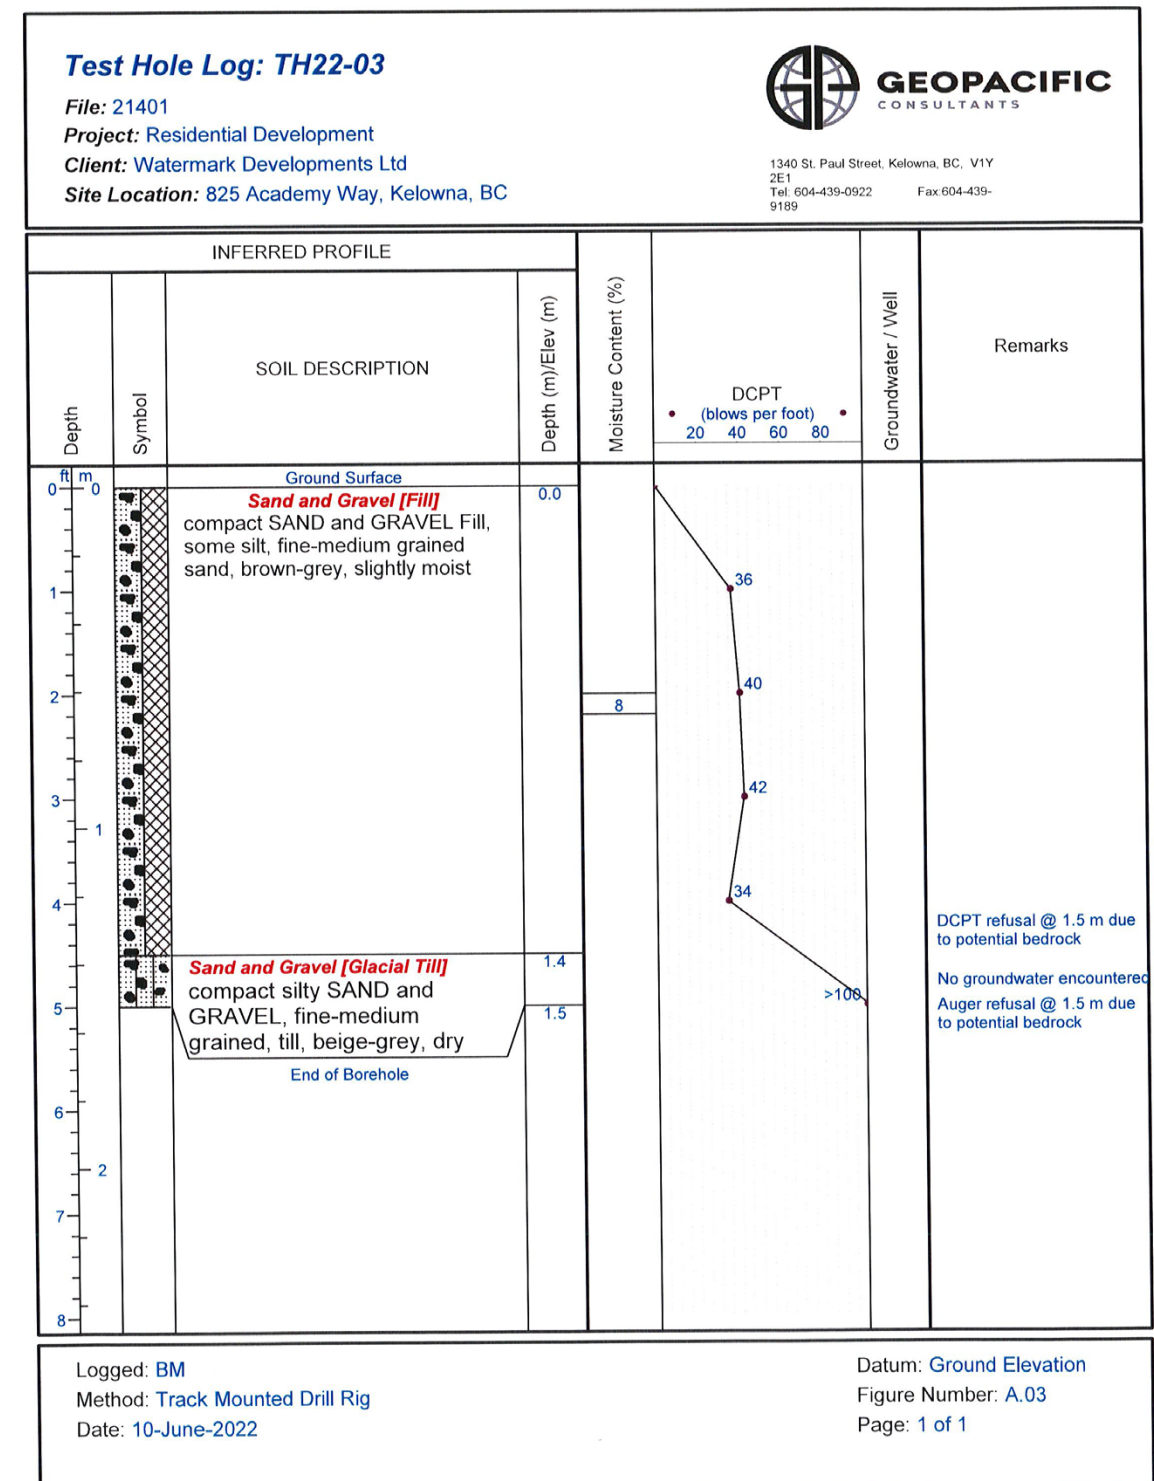 Test Hole Log: TH22-03
File: 21401
Project: Residential Development
Client: Watermark Developments Ltd
Site Location: 825 Academy Way, Kelowna, BC
GEOPACIFIC
CONSULTANTS
1340 St. Paul Street, Kelowna, BC, V1Y
2E1
Tel: 604-439-0922 Fax:604-439-
9189
INFERRED PROFILE
Depth
Symbol
SOIL DESCRIPTION
Depth (m)/Elev (m)
Moisture Content (%)
DCPT
(blows per foot)
20 40 60 80
Groundwater / Well
Remarks
ft m
Ground Surface
0 0
0.0
Sand and Gravel [Fill]
compact SAND and GRAVEL Fill,
some silt, fine-medium grained
sand, brown-grey, slightly moist
36
1
40
2
8
42
3
1
34
4
DCPT refusal @ 1.5 m due
to potential bedrock
1.4
Sand and Gravel [Glacial Till]
compact silty SAND and
GRAVEL, fine-medium
grained, till, beige-grey, dry
No groundwater encountered
>100
Auger refusal @ 1.5 m due
to potential bedrock
5
1.5
End of Borehole
6
2
7
8
Logged: BM
Method: Track Mounted Drill Rig
Date: 10-June-2022
Datum: Ground Elevation
Figure Number: A.03
Page: 1 of 1